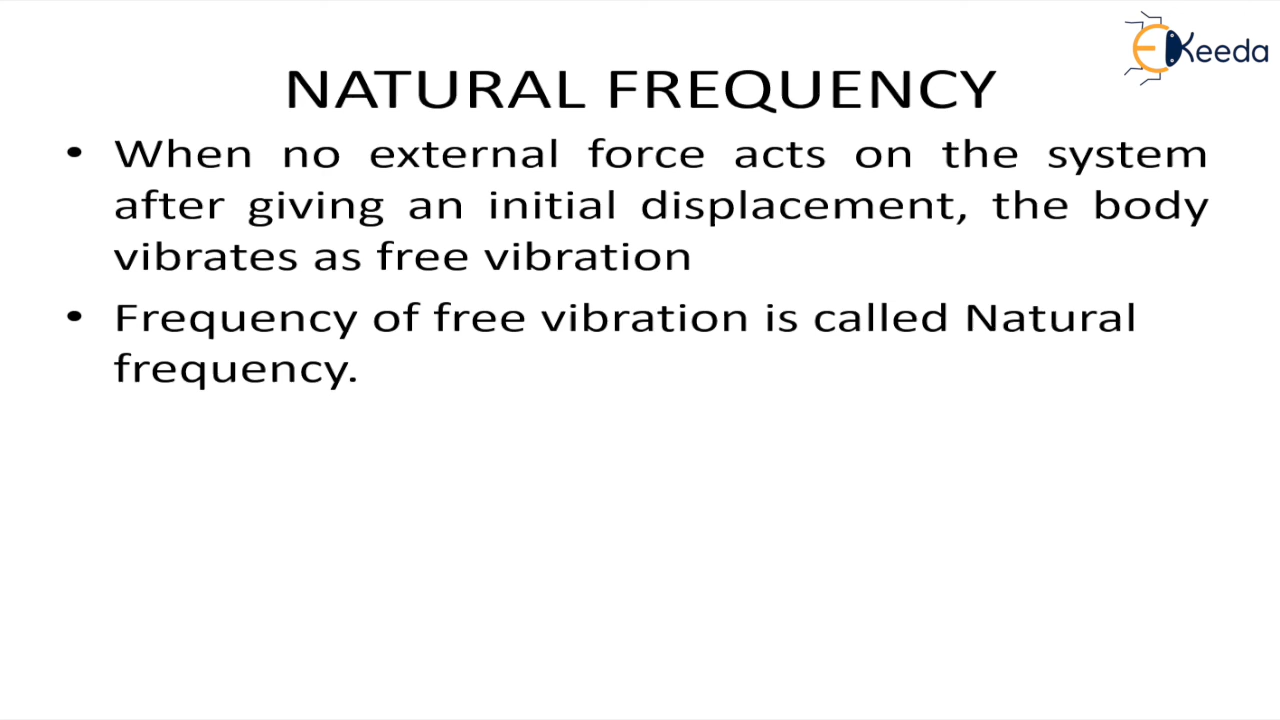 EKeeda
NATURAL FREQUENCY
• When no external force acts on the system
after giving an initial displacement, the body
vibrates as free vibration
• Frequency of free vibration is called Natural
frequency.